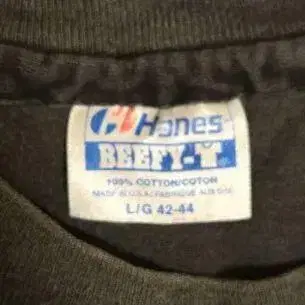 Hanes
BEEFY-T
100% COTTON/COTON
MADE IN U.S.A./FABRIQUE AUX
L/G 42-44